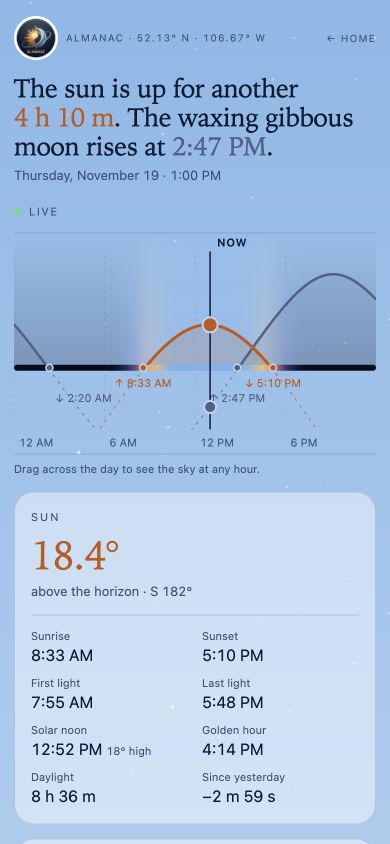 ALMANAC
ALMANAC · 52.13° N · 106.67° W
← HOME
The sun is up for another
4 h 10 m. The waxing gibbous
moon rises at 2:47 PM.
Thursday, November 19 · 1:00 PM
LIVE
NOW
↑ 8:33 AM
↓ 5:10 PM
↓ 2:20 AM
↑ 2:47 PM
12 AM
6 AM
12 PM
6 PM
Drag across the day to see the sky at any hour.
SUN
18.4°
above the horizon · S 182°
Sunrise
8:33 AM
Sunset
5:10 PM
First light
7:55 AM
Last light
5:48 PM
Solar noon
12:52 PM 18° high
Golden hour
4:14 PM
Daylight
8 h 36 m
Since yesterday
−2 m 59 s